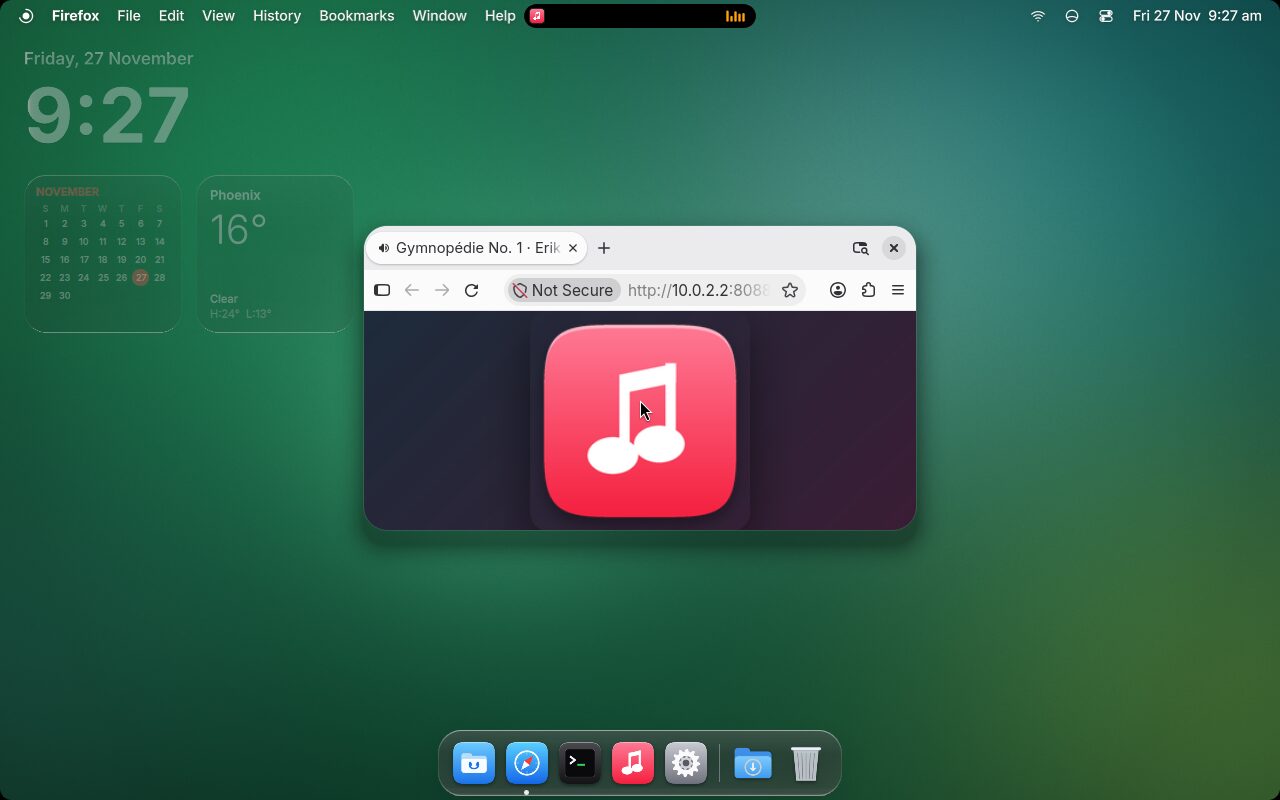 Firefox File Edit View History Bookmarks Window Help
Fri 27 Nov 9:27 am
Friday, 27 November
9:27
NOVEMBER
S M T W T F S
1 2 3 4 5 6 7
8 9 10 11 12 13 14
15 16 17 18 19 20 21
22 23 24 25 26 27 28
29 30
Phoenix
16°
Clear
H:24° L:13°
Gymnopédie No. 1 · Erik
Not Secure http://10.0.2.2:8088